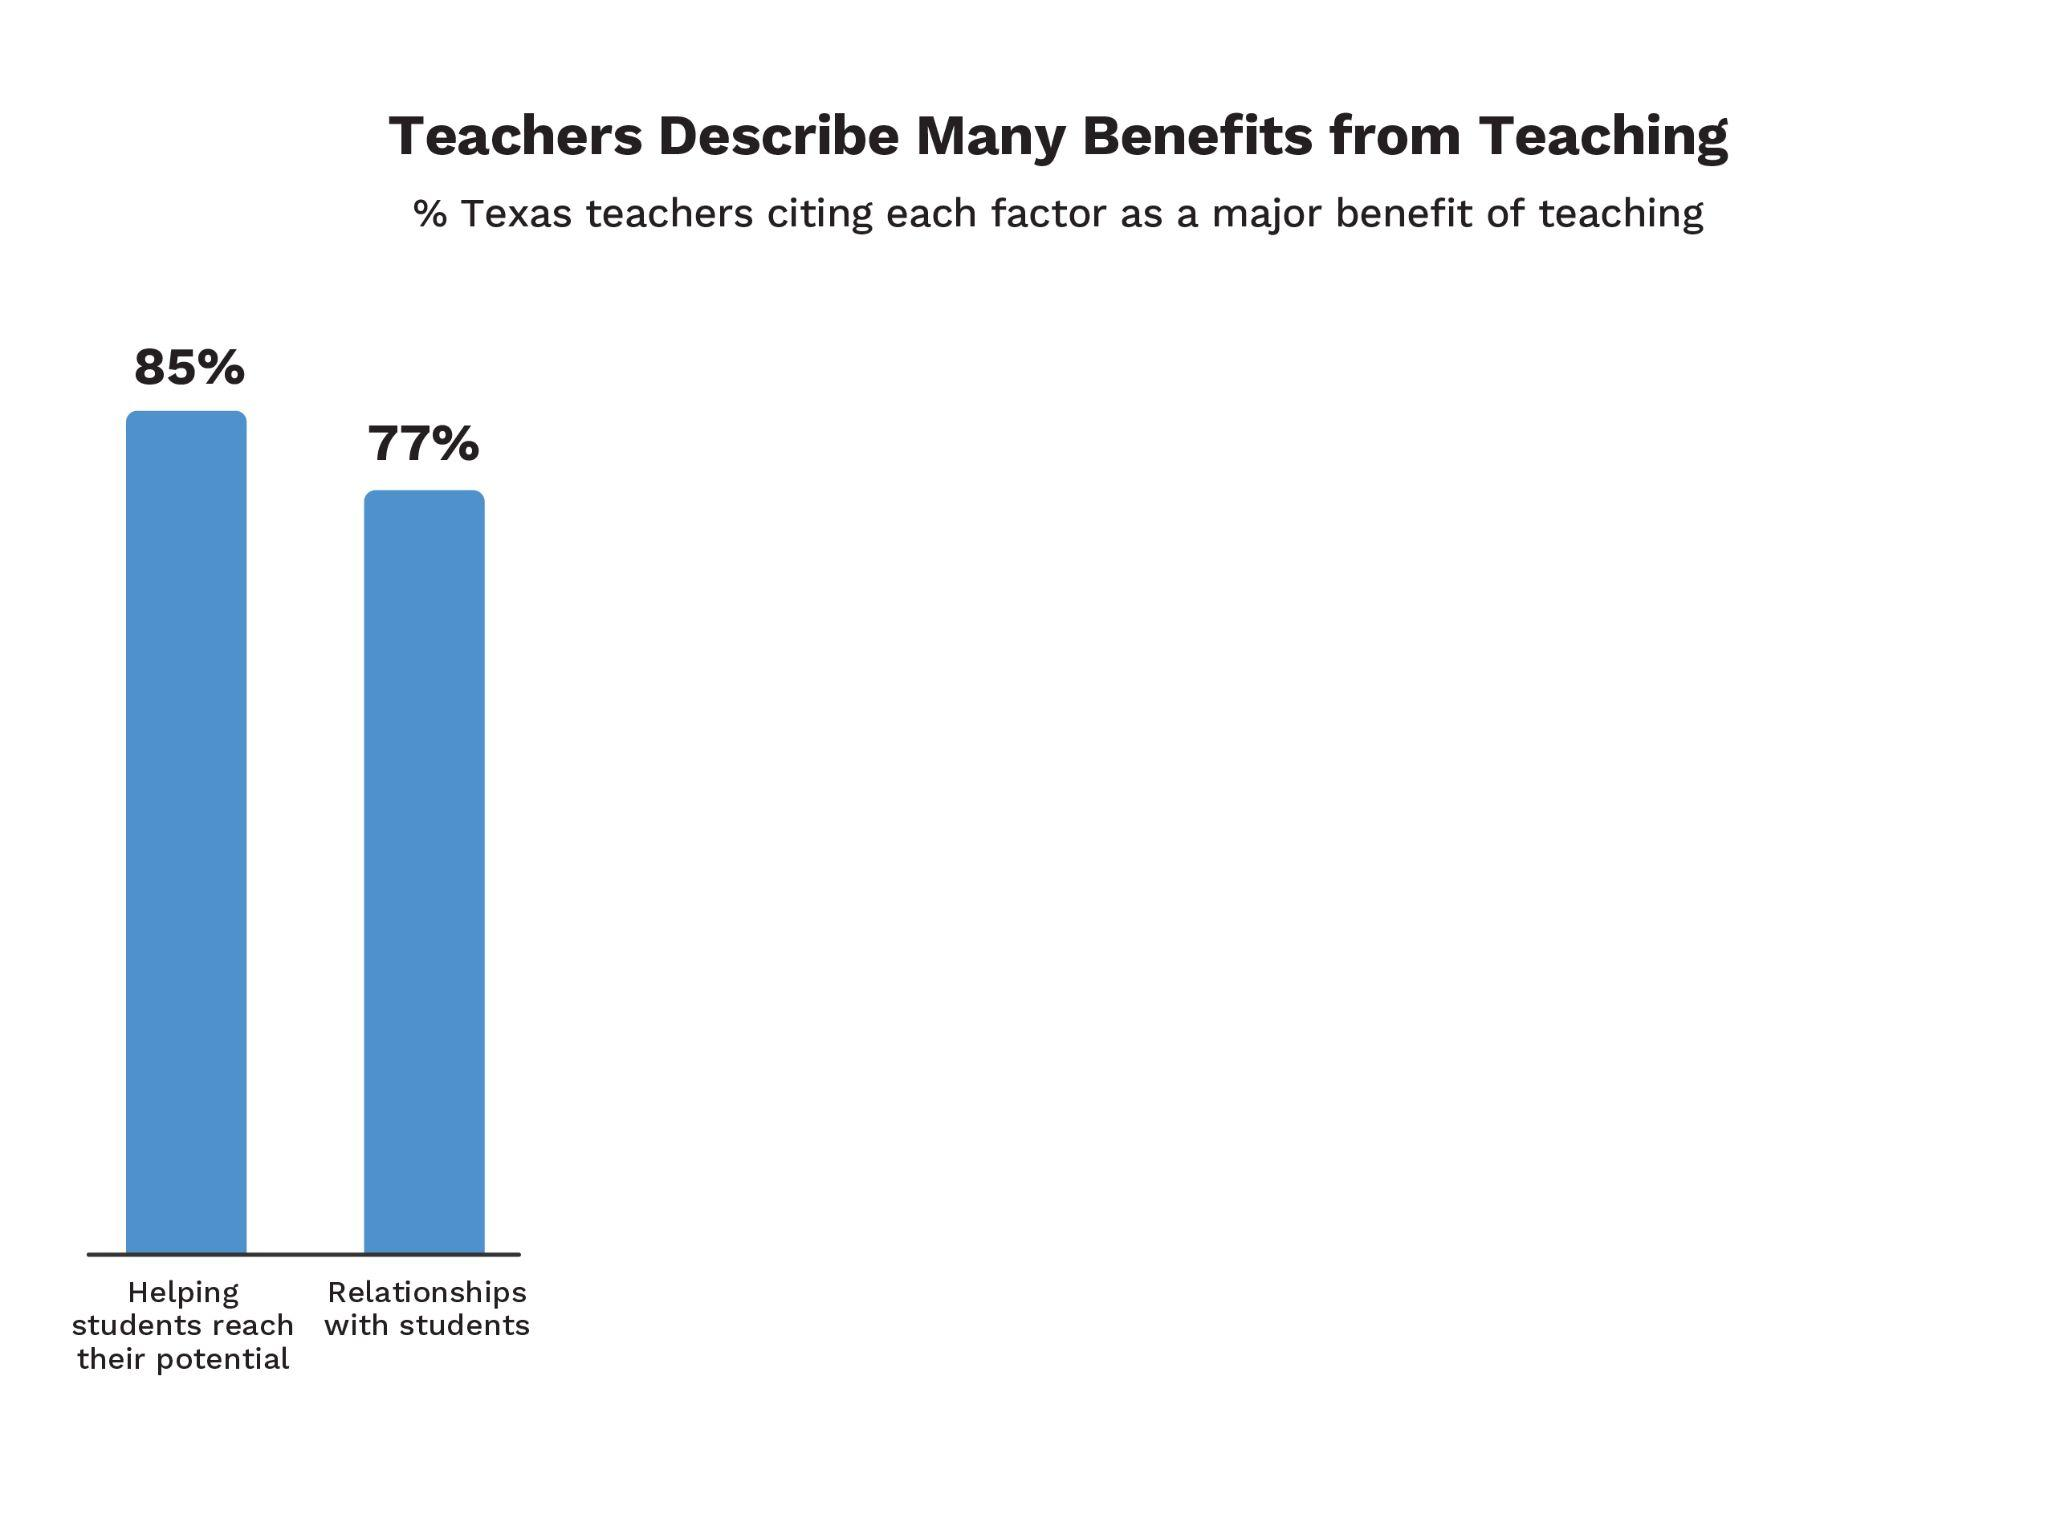 Teachers Describe Many Benefits from Teaching
% Texas teachers citing each factor as a major benefit of teaching
85%
77%
Helping
students reach
their potential
Relationships
with students